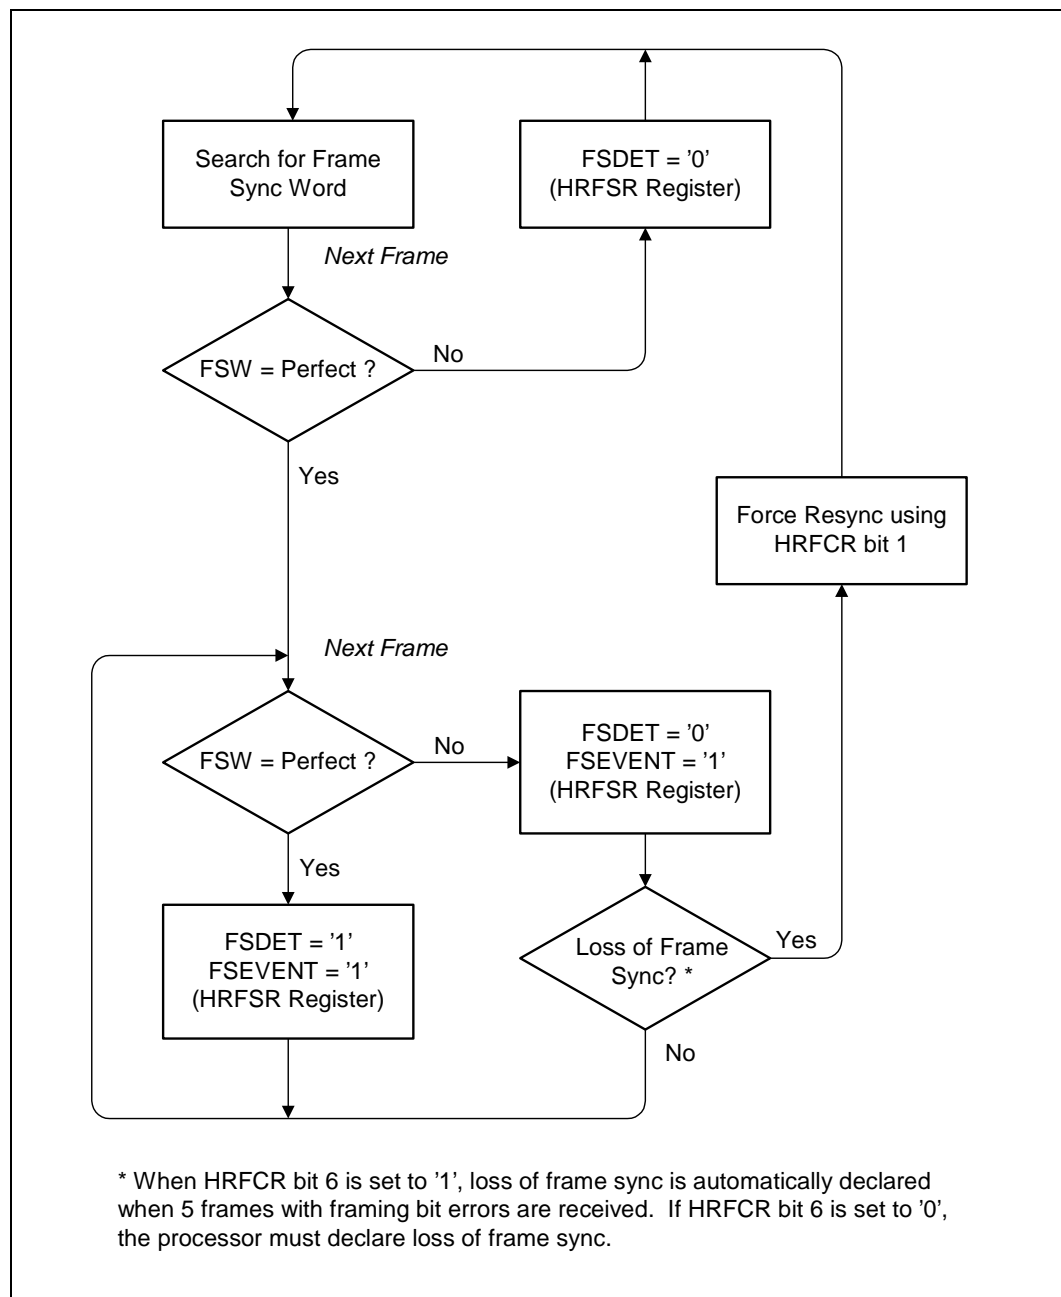 Search for Frame
Sync Word
FSDET = '0'
(HRFSR Register)
Next Frame
FSW = Perfect ?
No
Yes
Force Resync using
HRFCR bit 1
Next Frame
FSW = Perfect ?
No
FSDET = '0'
FSEVENT = '1'
(HRFSR Register)
Yes
FSDET = '1'
FSEVENT = '1'
(HRFSR Register)
Loss of Frame
Sync? *
Yes
No
* When HRFCR bit 6 is set to '1', loss of frame sync is automatically declared
when 5 frames with framing bit errors are received.  If HRFCR bit 6 is set to '0',
the processor must declare loss of frame sync.